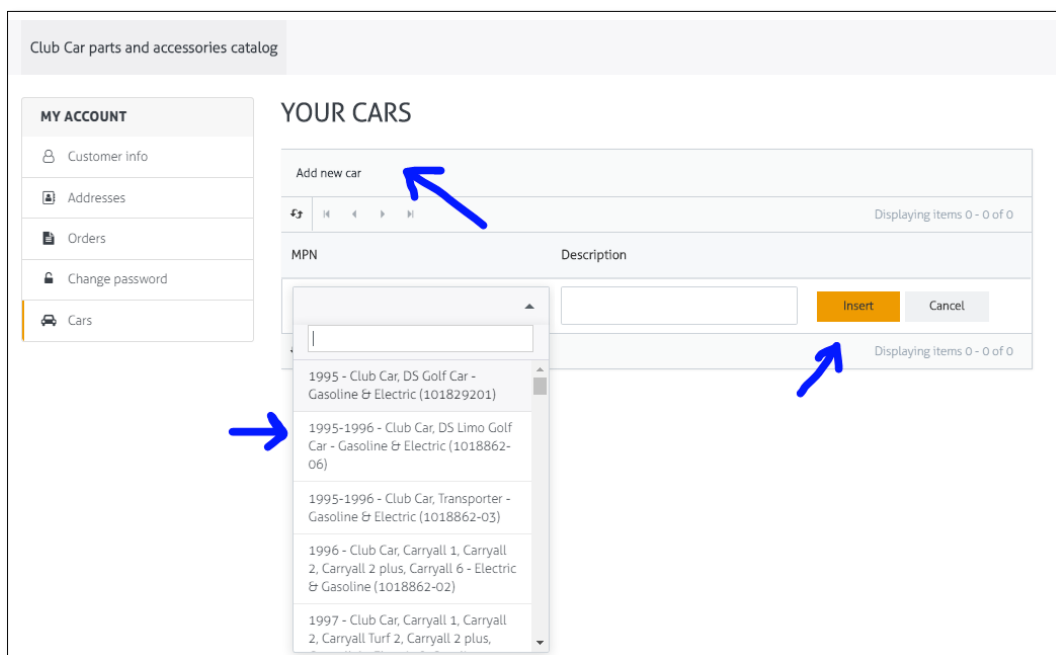 Club Car parts and accessories catalog
MY ACCOUNT
Customer info
Addresses
Orders
Change password
Cars
YOUR CARS
Add new car
Displaying items 0 - 0 of 0
MPN
Description
Insert
Cancel
Displaying items 0 - 0 of 0
1995 - Club Car, DS Golf Car -
Gasoline & Electric (101829201)
1995-1996 - Club Car, DS Limo Golf
Car - Gasoline & Electric (1018862-
06)
1995-1996 - Club Car, Transporter -
Gasoline & Electric (1018862-03)
1996 - Club Car, Carryall 1, Carryall
2, Carryall 2 plus, Carryall 6 - Electric
& Gasoline (1018862-02)
1997 - Club Car, Carryall 1, Carryall
2, Carryall Turf 2, Carryall 2 plus,